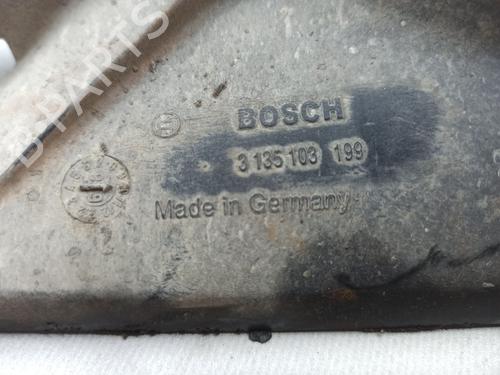 B-PARTS
BOSCH
3 135 103 199
Made in Germany